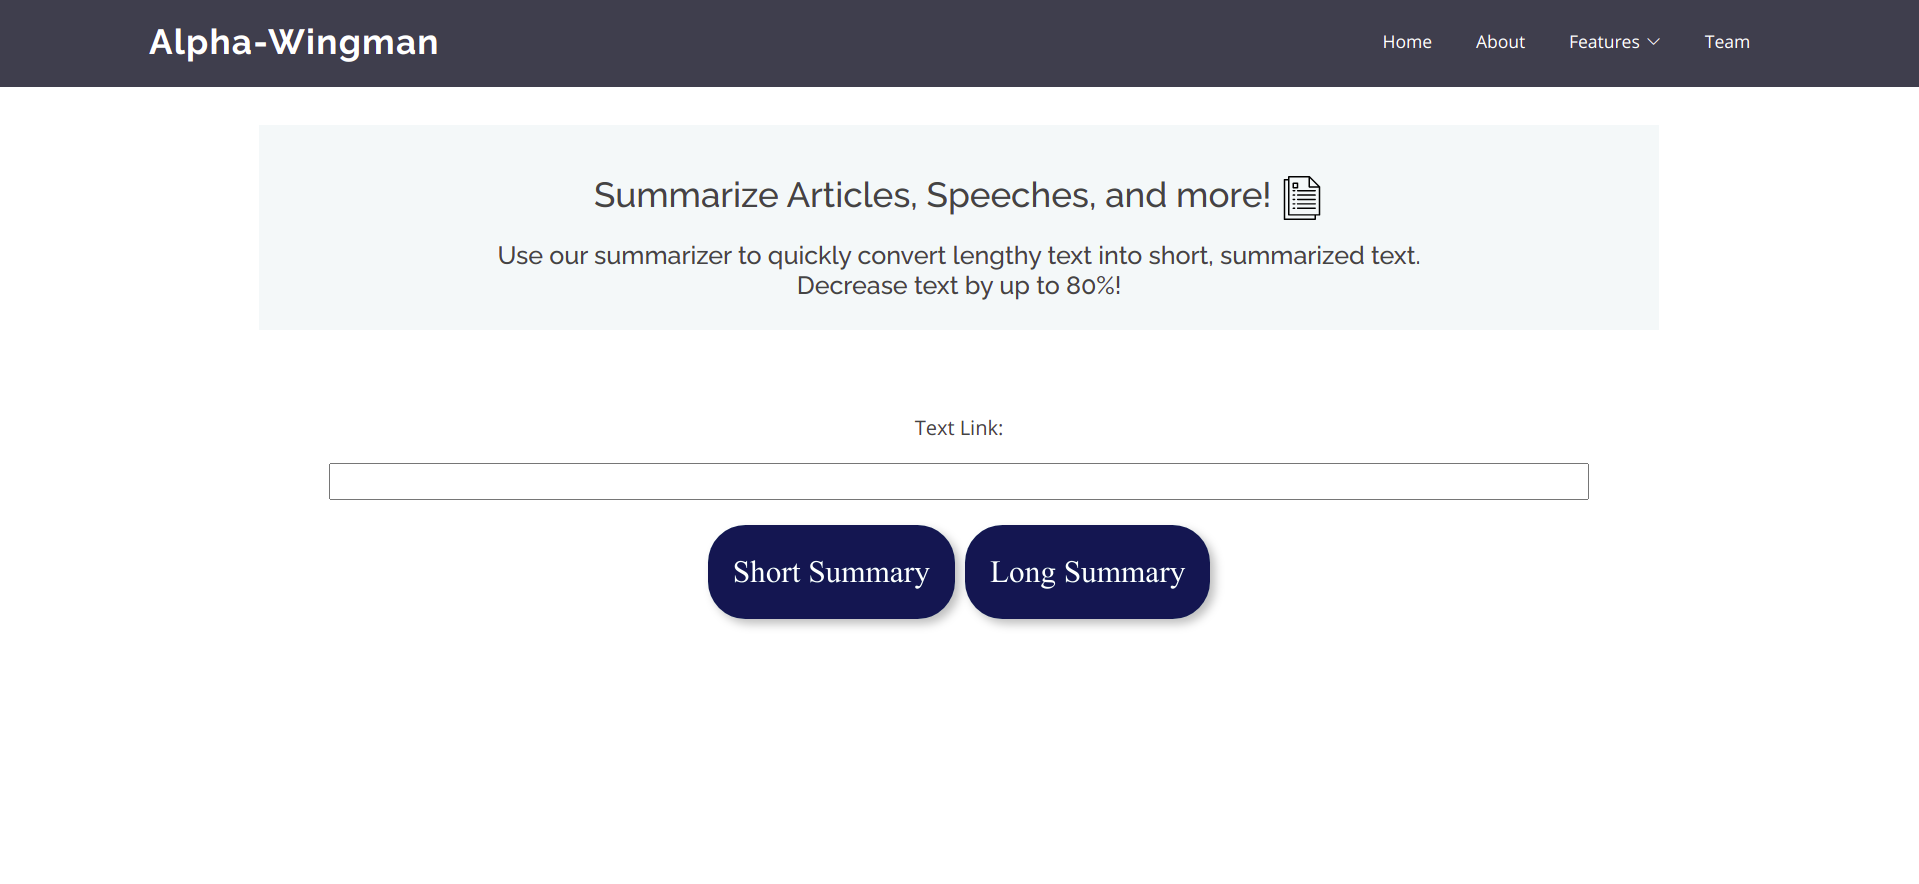 Alpha-Wingman
Home About Features Team
Summarize Articles, Speeches, and more!
Use our summarizer to quickly convert lengthy text into short, summarized text.
Decrease text by up to 80%!
Text Link:
Short Summary Long Summary